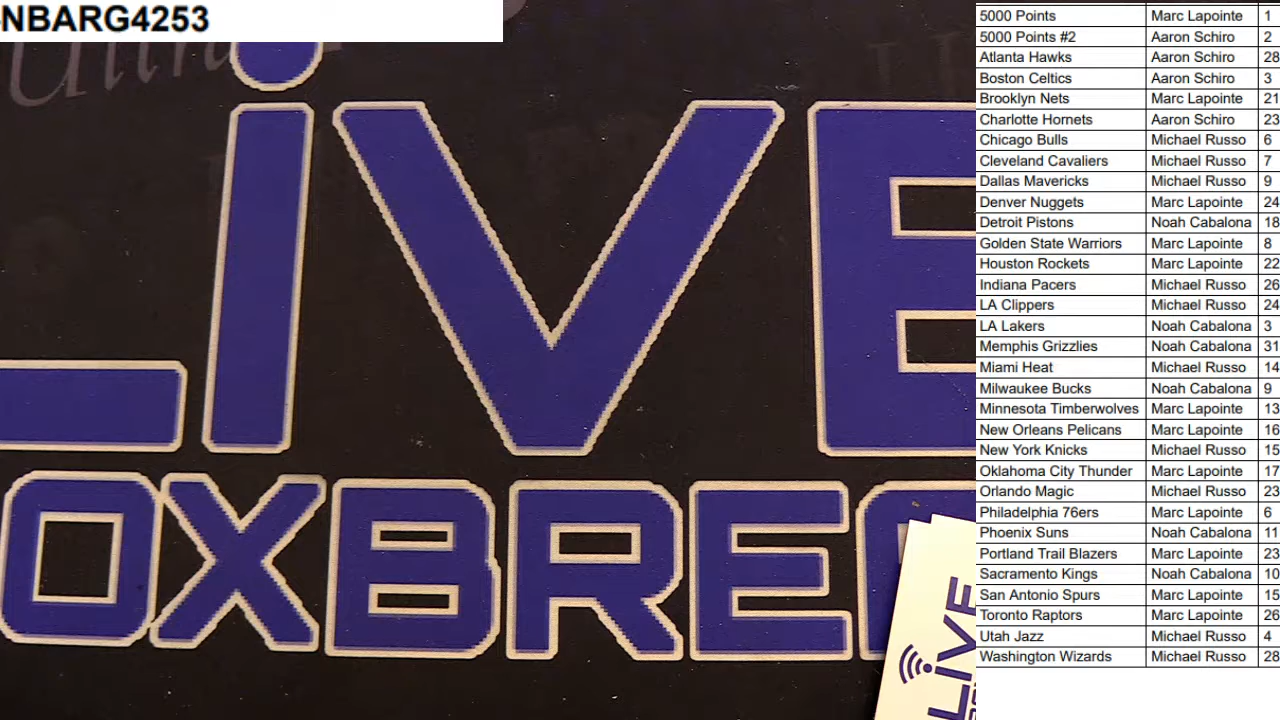 NBARG4253
LiVE
OXBRE
LiVE
5000 Points Marc Lapointe 1
5000 Points #2 Aaron Schiro 2
Atlanta Hawks Aaron Schiro 28
Boston Celtics Aaron Schiro 3
Brooklyn Nets Marc Lapointe 21
Charlotte Hornets Aaron Schiro 23
Chicago Bulls Michael Russo 6
Cleveland Cavaliers Michael Russo 7
Dallas Mavericks Michael Russo 9
Denver Nuggets Marc Lapointe 24
Detroit Pistons Noah Cabalona 18
Golden State Warriors Marc Lapointe 8
Houston Rockets Marc Lapointe 22
Indiana Pacers Michael Russo 26
LA Clippers Michael Russo 24
LA Lakers Noah Cabalona 3
Memphis Grizzlies Noah Cabalona 31
Miami Heat Michael Russo 14
Milwaukee Bucks Noah Cabalona 9
Minnesota Timberwolves Marc Lapointe 13
New Orleans Pelicans Marc Lapointe 16
New York Knicks Michael Russo 15
Oklahoma City Thunder Marc Lapointe 17
Orlando Magic Michael Russo 23
Philadelphia 76ers Marc Lapointe 6
Phoenix Suns Noah Cabalona 11
Portland Trail Blazers Marc Lapointe 23
Sacramento Kings Noah Cabalona 10
San Antonio Spurs Marc Lapointe 15
Toronto Raptors Marc Lapointe 26
Utah Jazz Michael Russo 4
Washington Wizards Michael Russo 28